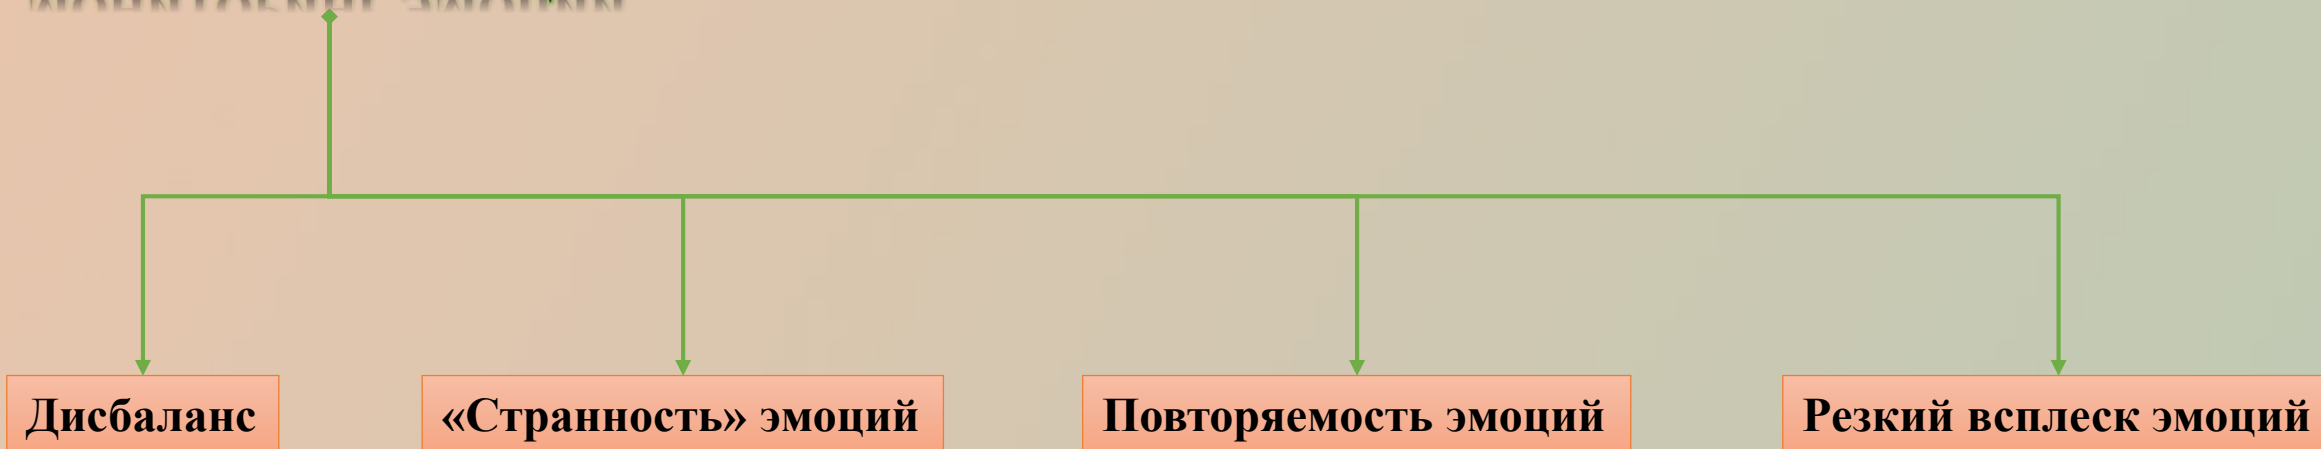 Дисбаланс
«Странность» эмоций
Повторяемость эмоций
Резкий всплеск эмоций